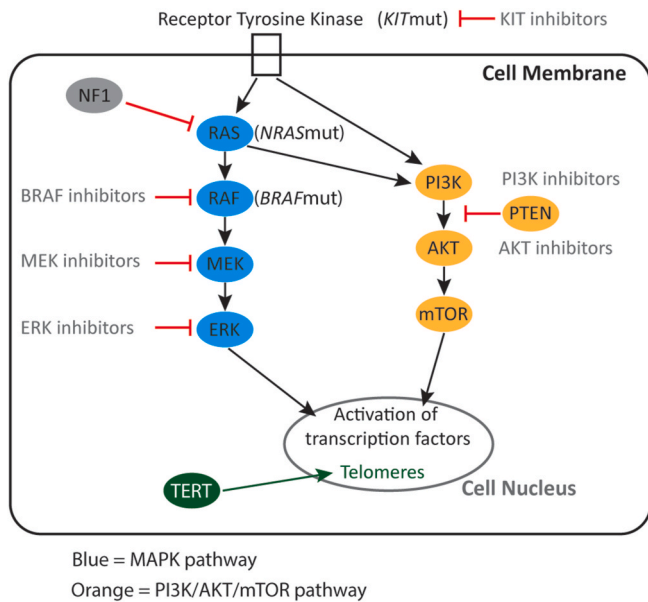 Receptor Tyrosine Kinase (KITmut) KIT inhibitors
Cell Membrane
NF1
RAS (NRASmut)
PI3K PI3K inhibitors
BRAF inhibitors RAF (BRAFmut)
PTEN
MEK inhibitors MEK
AKT AKT inhibitors
ERK inhibitors ERK
mTOR
Activation of
transcription factors
Telomeres
TERT
Cell Nucleus
Blue = MAPK pathway
Orange = PI3K/AKT/mTOR pathway